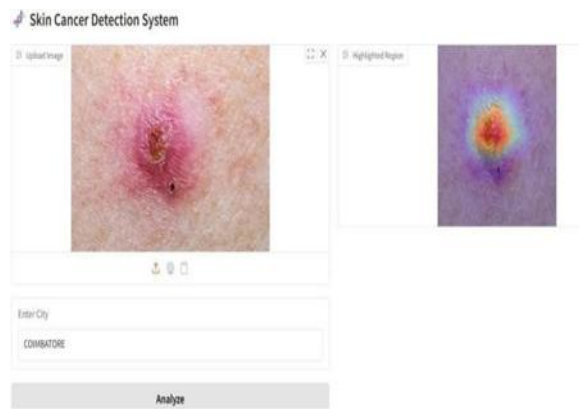 Skin Cancer Detection System
Upload Image
Highlighted Region
Enter City
COIMBATORE
Analyze